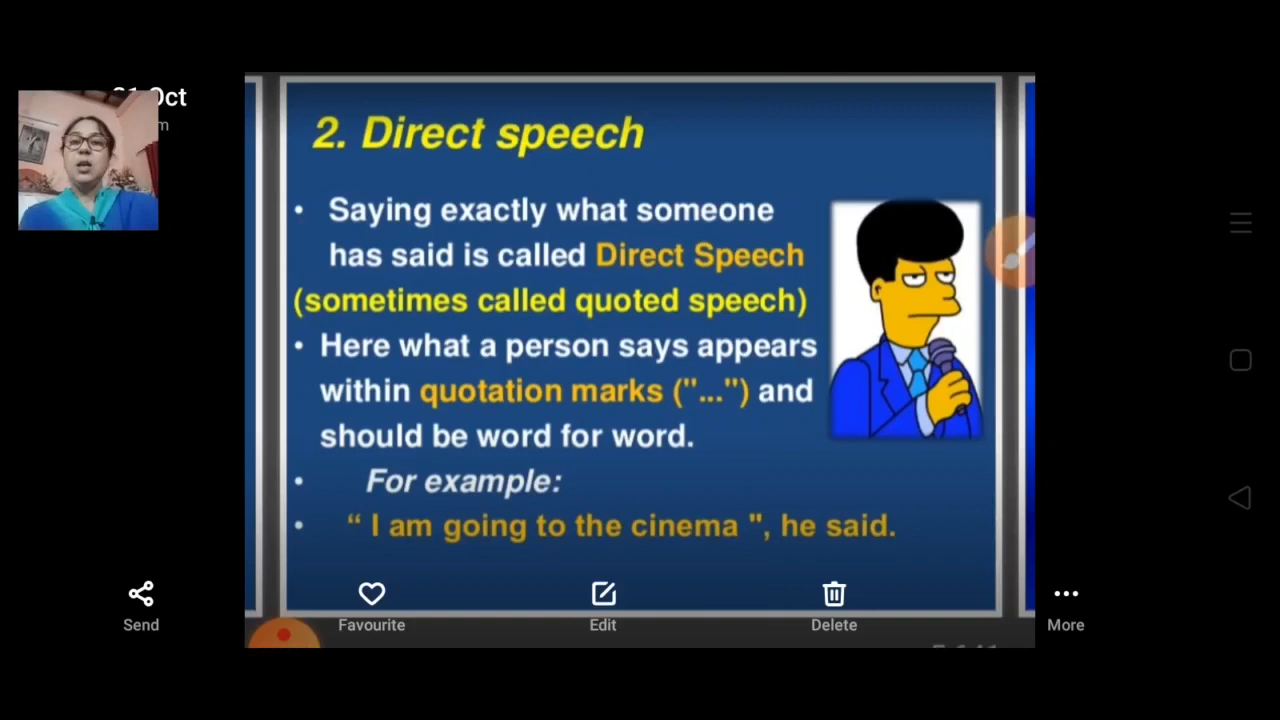 Oct
2. Direct speech
• Saying exactly what someone
has said is called Direct Speech
(sometimes called quoted speech)
• Here what a person says appears
within quotation marks ("...") and
should be word for word.
• For example:
• “ I am going to the cinema ", he said.
Send
Favourite
Edit
Delete
More